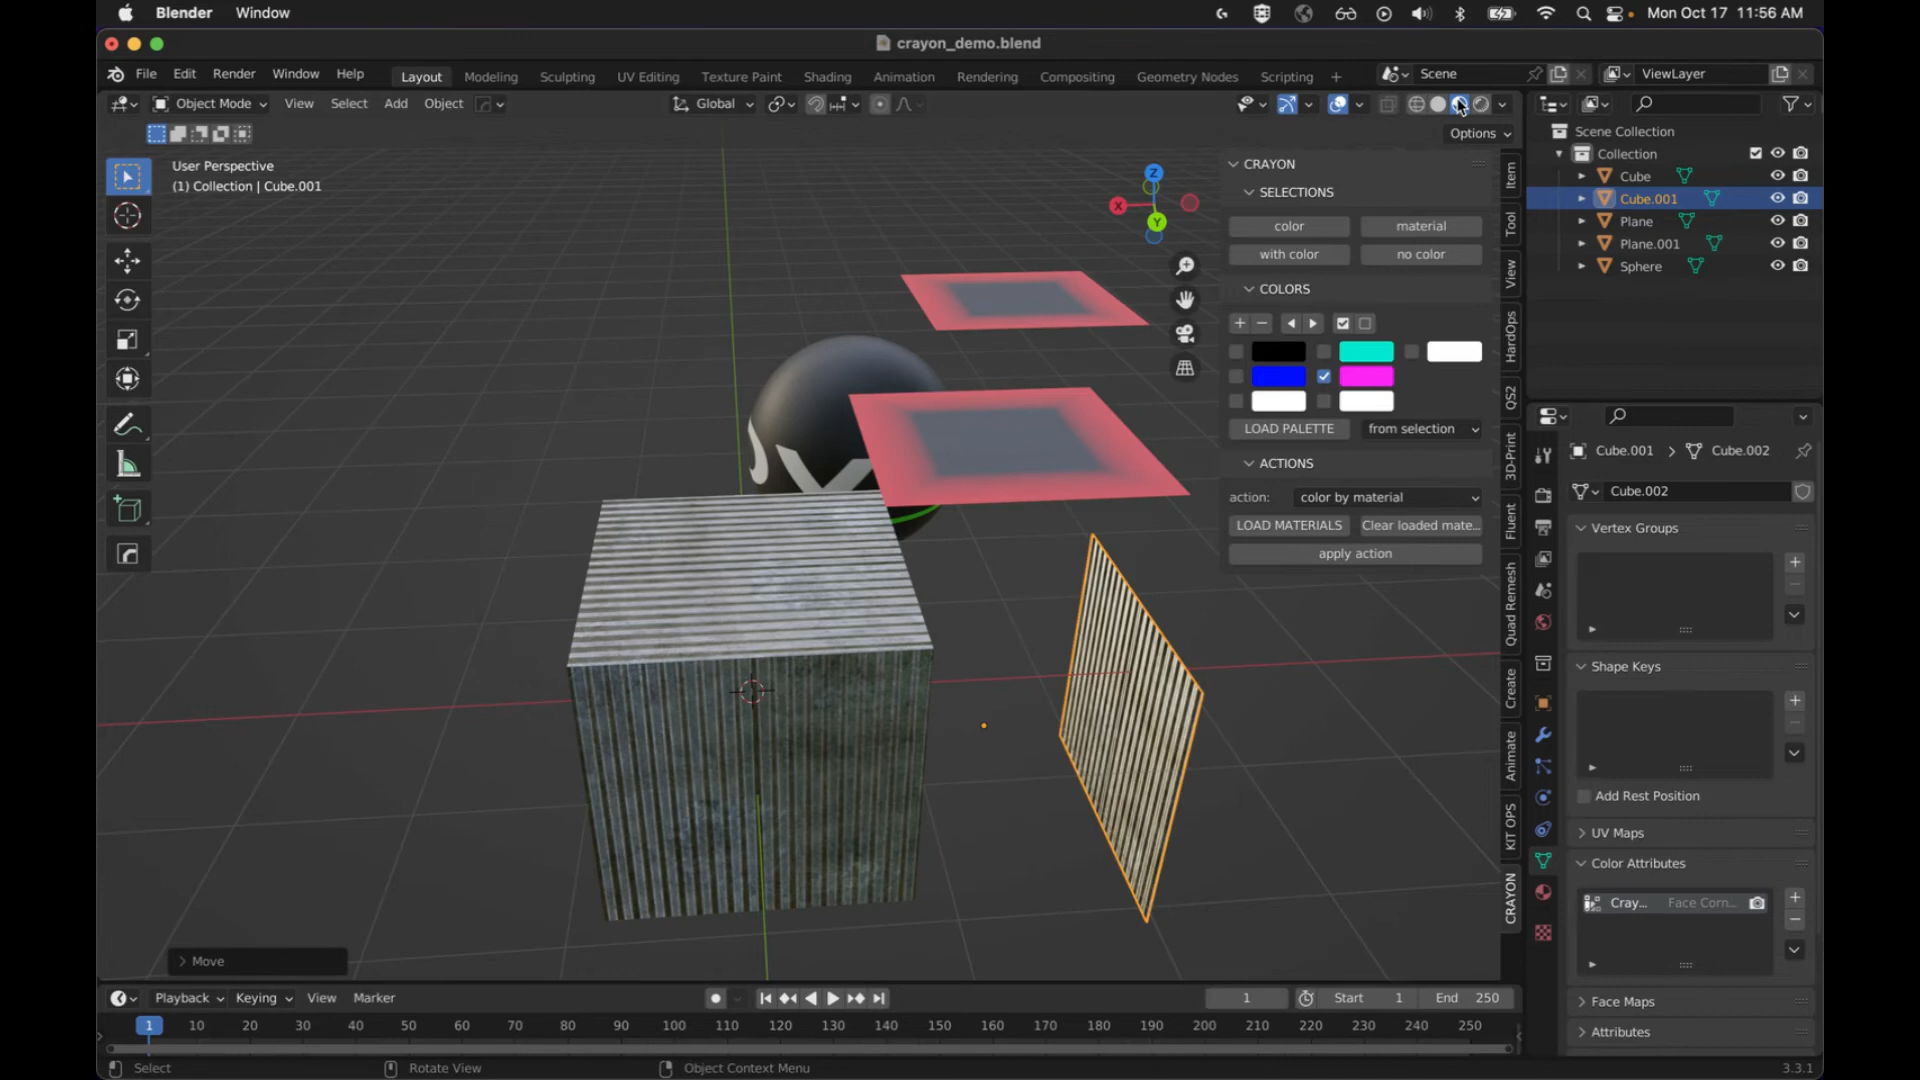 Blender Window Mon Oct 17 11:56 AM
crayon_demo.blend
File Edit Render Window Help Layout Modeling Sculpting UV Editing Texture Paint Shading Animation Rendering Compositing Geometry Nodes Scripting + Scene ViewLayer
Object Mode View Select Add Object Global
Options
User Perspective
(1) Collection | Cube.001
Z
X
Y
CRAYON
SELECTIONS
color material
with color no color
COLORS
LOAD PALETTE from selection
ACTIONS
action: color by material
LOAD MATERIALS Clear loaded mate...
apply action
Item
Tool
View
HardOps
QS2
3D-Print
Fluent
Quad Remesh
Create
Animate
KIT OPS
CRAYON
Scene Collection
Collection
Cube
Cube.001
Plane
Plane.001
Sphere
Cube.001 > Cube.002
Cube.002
Vertex Groups
Shape Keys
Add Rest Position
UV Maps
Color Attributes
Cray... Face Corn...
Face Maps
Attributes
Move
Playback Keying View Marker 1 Start 1 End 250
1 10 20 30 40 50 60 70 80 90 100 110 120 130 140 150 160 170 180 190 200 210 220 230 240 250
Select Rotate View Object Context Menu 3.3.1